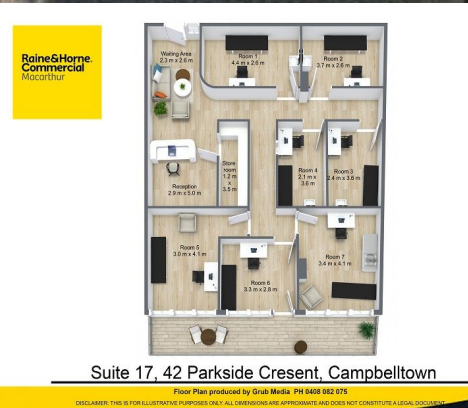 Raine&Horne.
Commercial
Macarthur
Waiting Area
2.3 m x 2.6 m
Room 1
4.4 m x 2.6 m
Room 2
3.7 m x 2.6 m
Store
room
1.2 m
x
3.5 m
Room 4
2.1 m
x
3.6 m
Room 3
2.4 m x 3.6 m
Reception
2.9 m x 5.0 m
Room 5
3.0 m x 4.1 m
Room 6
3.3 m x 2.8 m
Room 7
3.4 m x 4.1 m
Suite 17, 42 Parkside Cresent, Campbelltown
Floor Plan produced by Grub Media PH 0408 082 075
DISCLAIMER: THIS IS FOR ILLUSTRATIVE PURPOSES ONLY. ALL DIMENSIONS ARE APPROXIMATE AND DOES NOT CONSTITUTE A LEGAL DOCUMENT